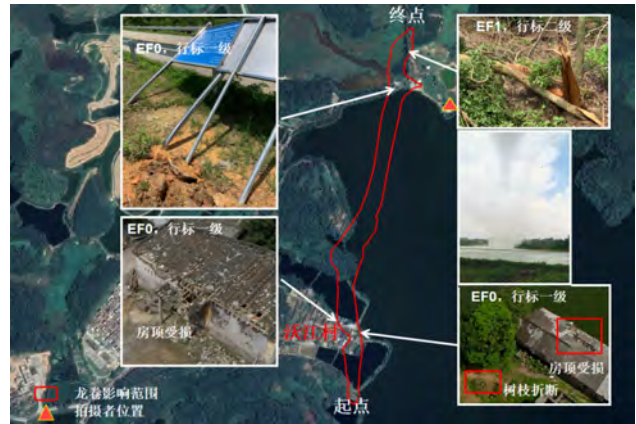 终点
EF0，行标一级
EF1，行标二级
EF0，行标一级
房顶受损
沃江村
EF0，行标一级
房顶受损
树枝折断
起点
龙卷影响范围
拍摄者位置